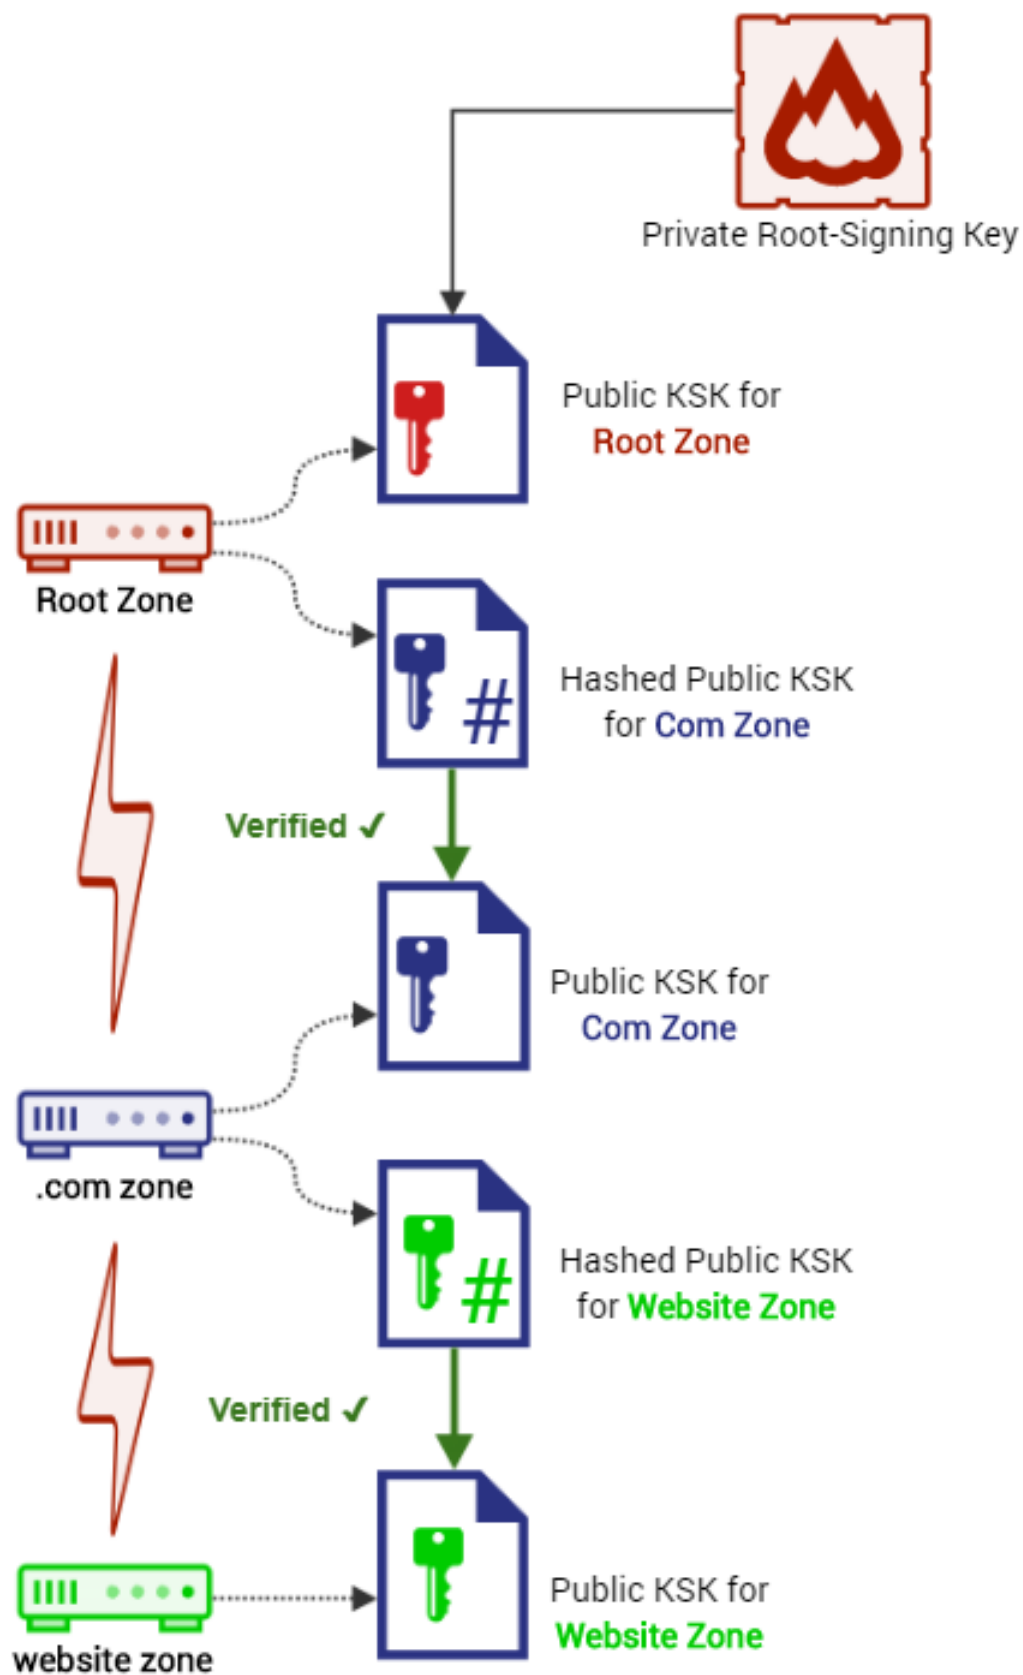 Private Root-Signing Key
Public KSK for
Root Zone
Root Zone
Hashed Public KSK
for Com Zone
#
Verified ✓
Public KSK for
Com Zone
.com zone
Hashed Public KSK
for Website Zone
#
Verified ✓
Public KSK for
Website Zone
website zone